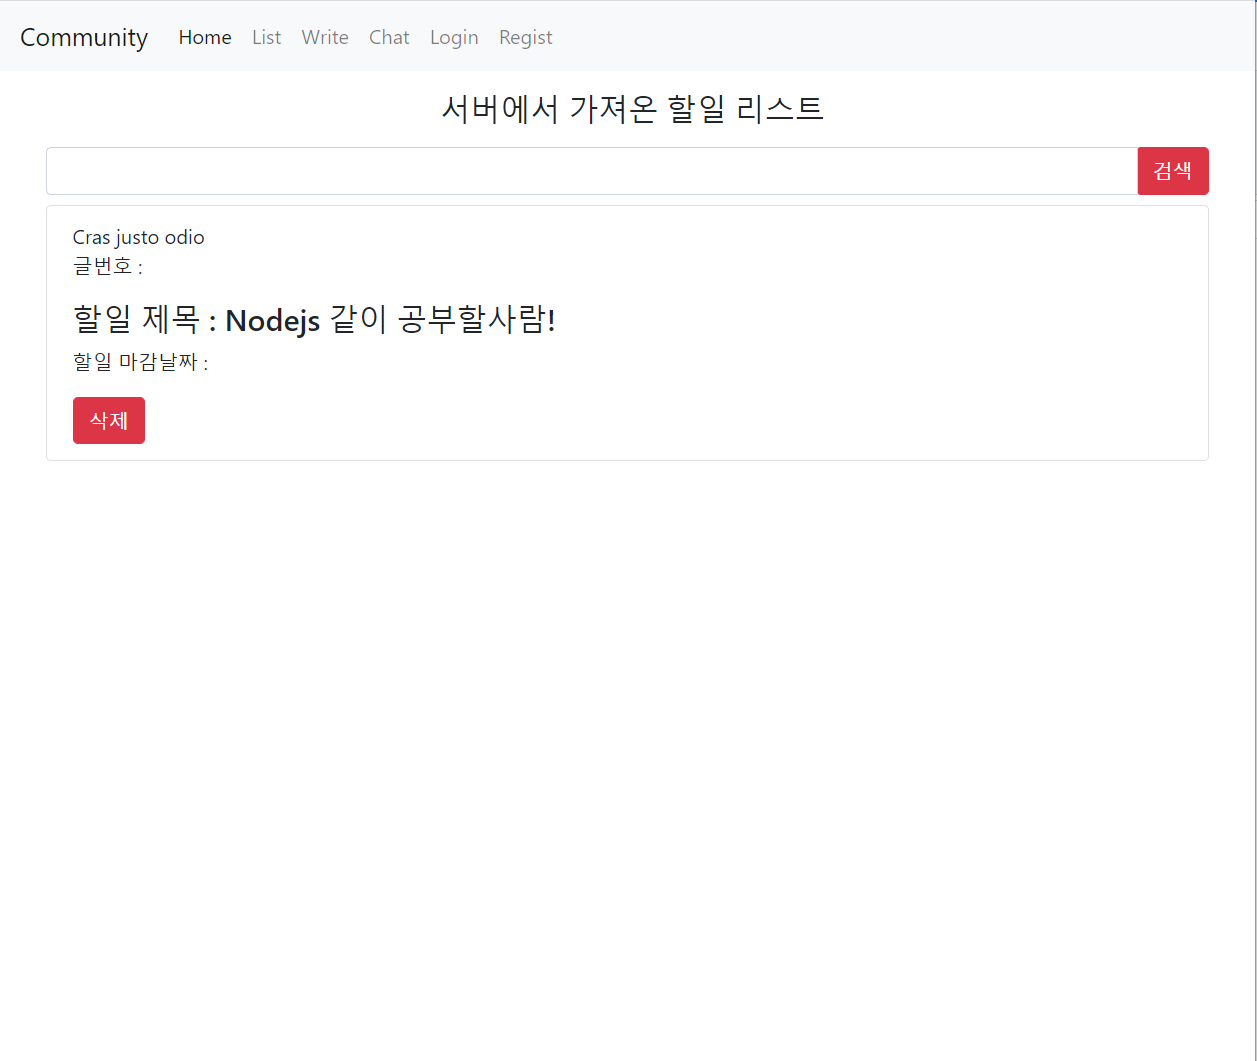 Community Home List Write Chat Login Regist
서버에서 가져온 할일 리스트
검색
Cras justo odio
글번호 :
할일 제목 : Nodejs 같이 공부할사람!
할일 마감날짜 :
삭제